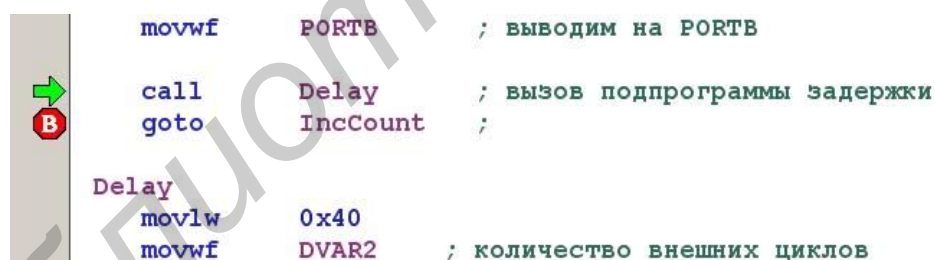 movwf PORTB ; выводим на PORTB
call Delay ; вызов подпрограммы задержки
B goto IncCount ;
Delay
movlw 0x40
movwf DVAR2 ; количество внешних циклов